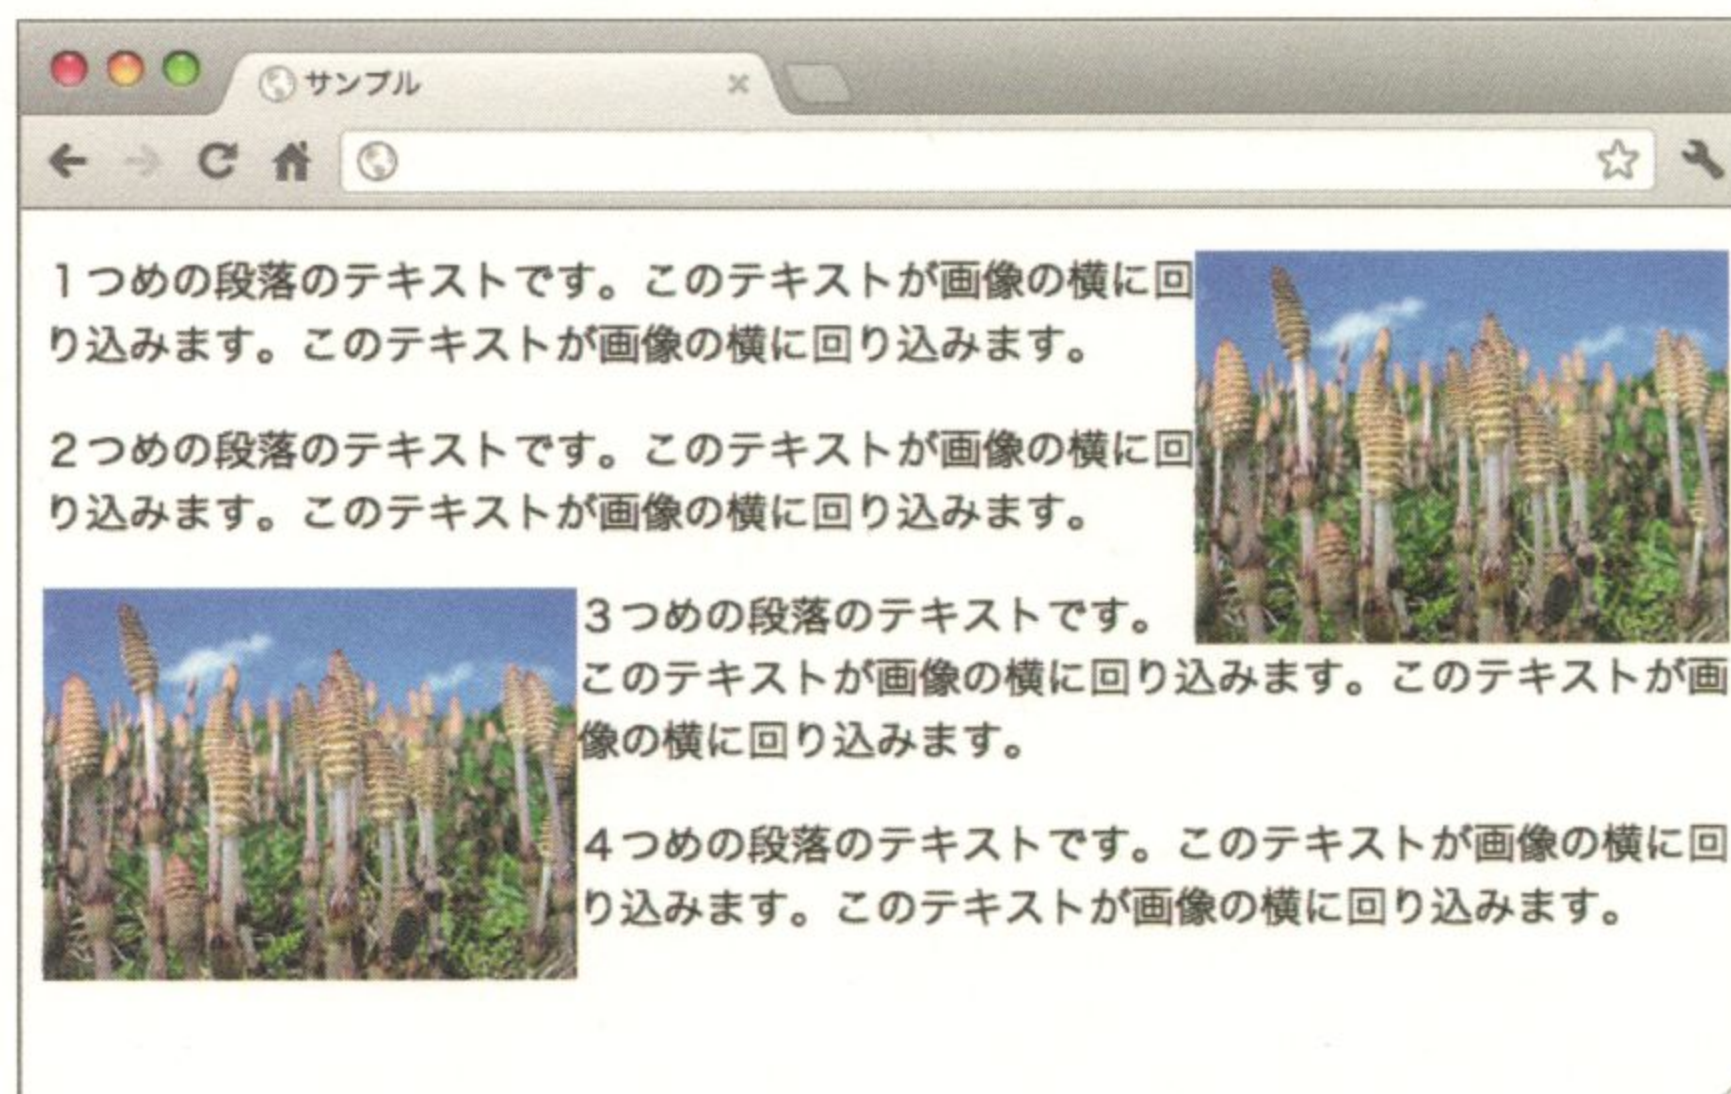 サンプル
1つめの段落のテキストです。このテキストが画像の横に回
り込みます。このテキストが画像の横に回り込みます。
2つめの段落のテキストです。このテキストが画像の横に回
り込みます。このテキストが画像の横に回り込みます。
3つめの段落のテキストです。
このテキストが画像の横に回り込みます。このテキストが画
像の横に回り込みます。
4つめの段落のテキストです。このテキストが画像の横に回
り込みます。このテキストが画像の横に回り込みます。